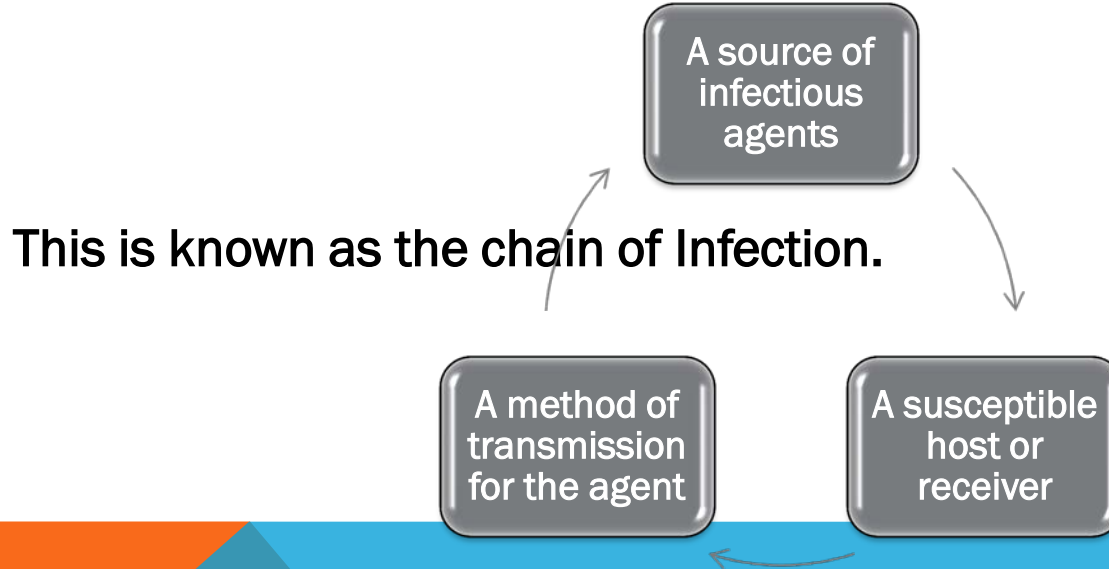 A source of
infectious
agents
This is known as the chain of Infection.
A method of
transmission
for the agent
A susceptible
host or
receiver